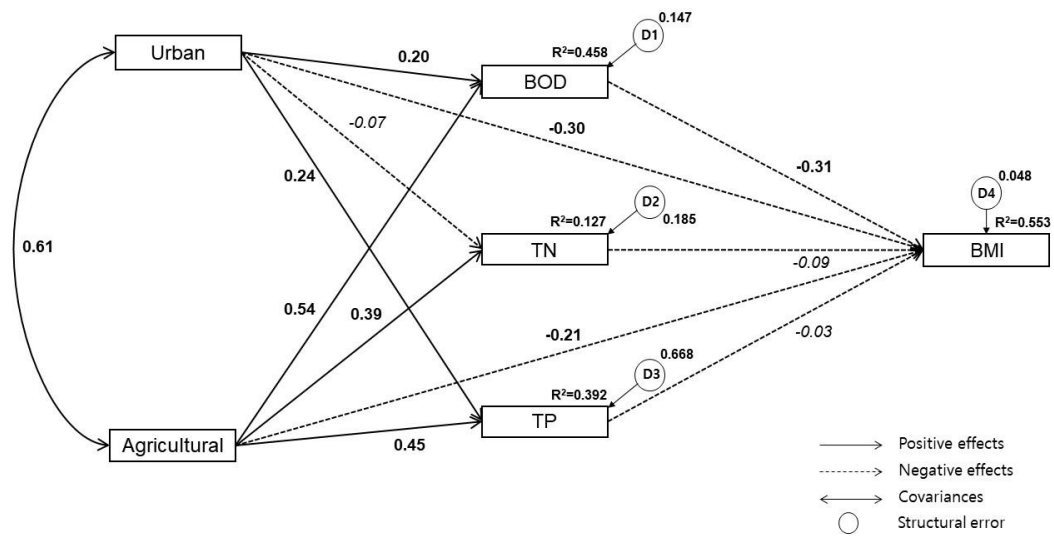 0.147
D1
R²=0.458
Urban
0.20
BOD
-0.07
-0.30
-0.31
0.24
D2
0.048
D4
R²=0.127
0.185
R²=0.553
0.61
TN
BMI
-0.09
0.54
0.39
-0.21
-0.03
0.668
D3
R²=0.392
Agricultural
0.45
TP
Positive effects
Negative effects
Covariances
Structural error